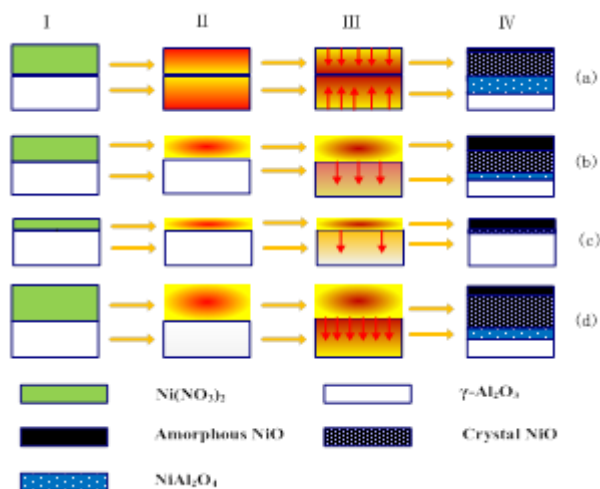 I II III IV
(a)
(b)
(c)
(d)
Ni(NO₃)₂ γ-Al₂O₃
Amorphous NiO Crystal NiO
NiAl₂O₄